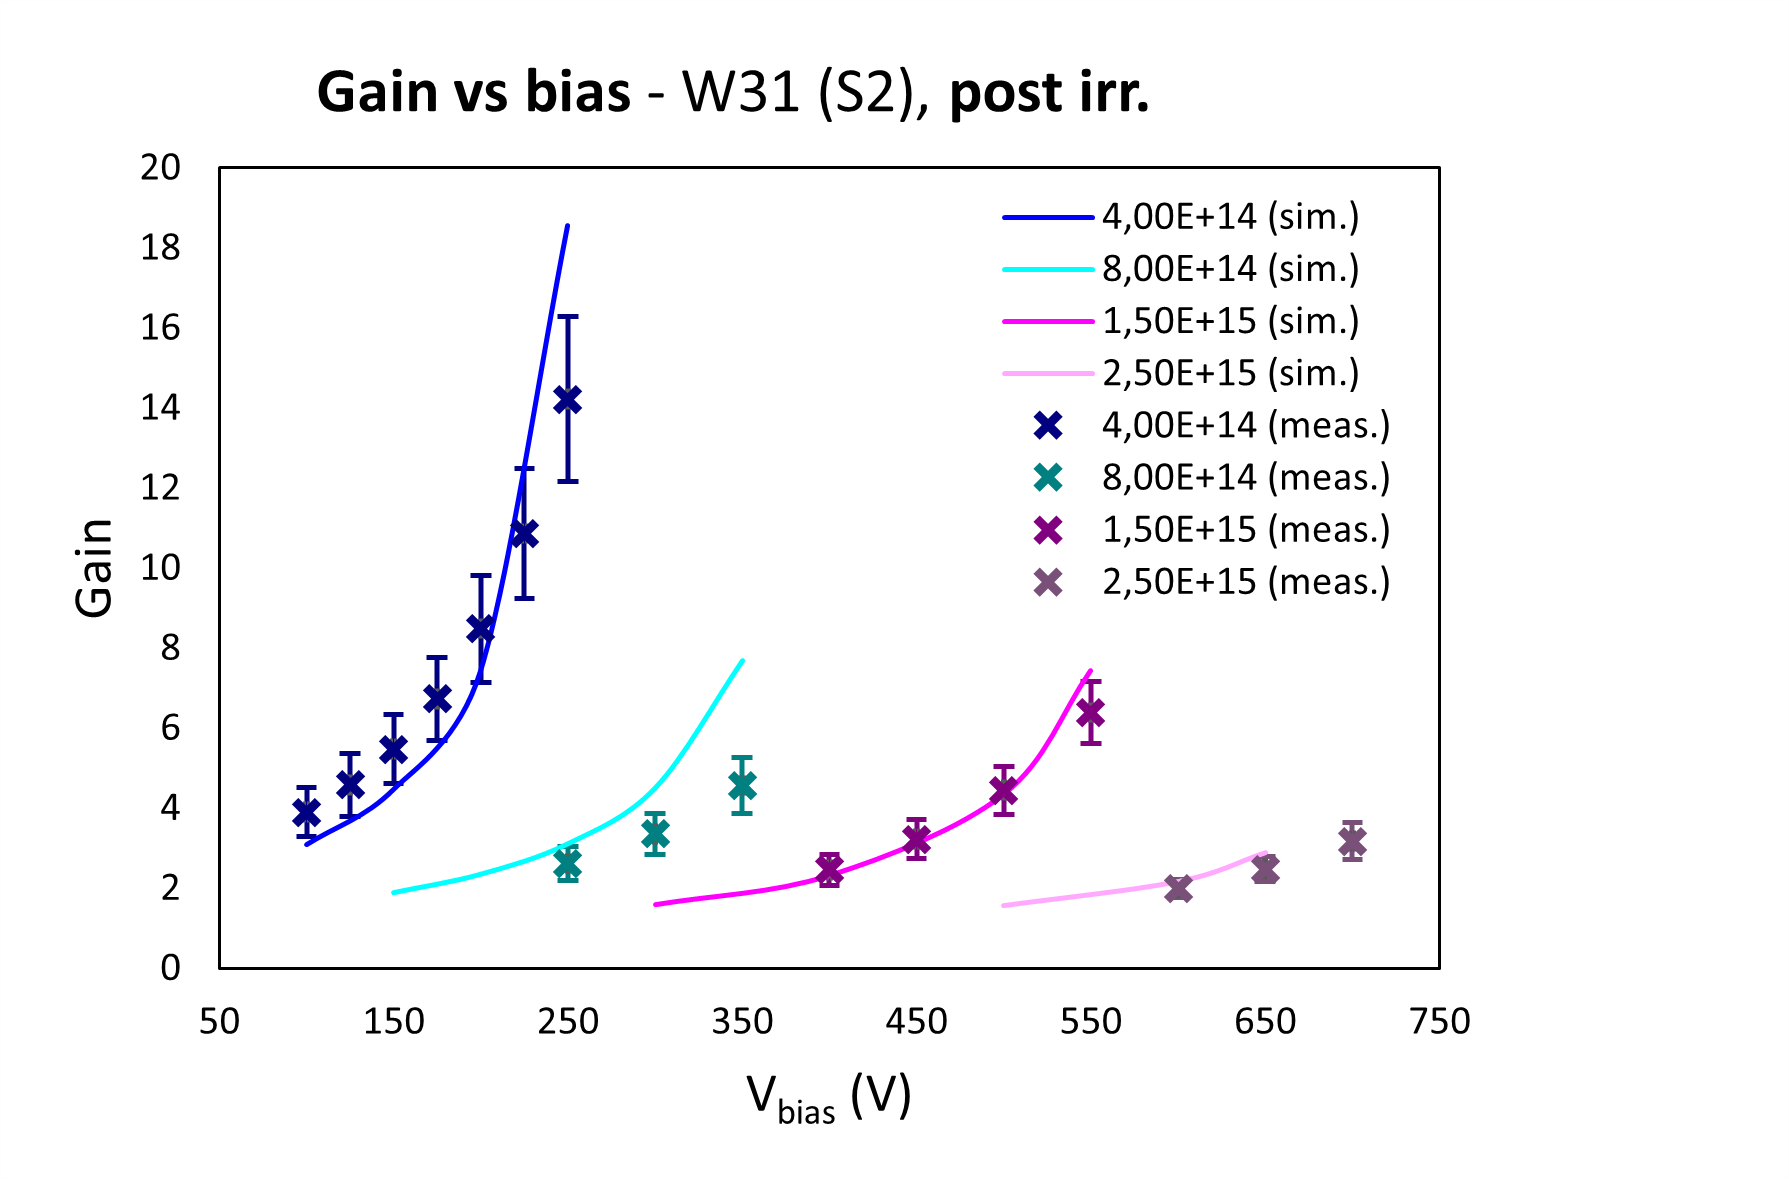 Gain vs bias - W31 (S2), post irr.
20
18
16
14
12
10
8
6
4
2
0
Gain
4,00E+14 (sim.)
8,00E+14 (sim.)
1,50E+15 (sim.)
2,50E+15 (sim.)
4,00E+14 (meas.)
8,00E+14 (meas.)
1,50E+15 (meas.)
2,50E+15 (meas.)
50 150 250 350 450 550 650 750
Vbias (V)